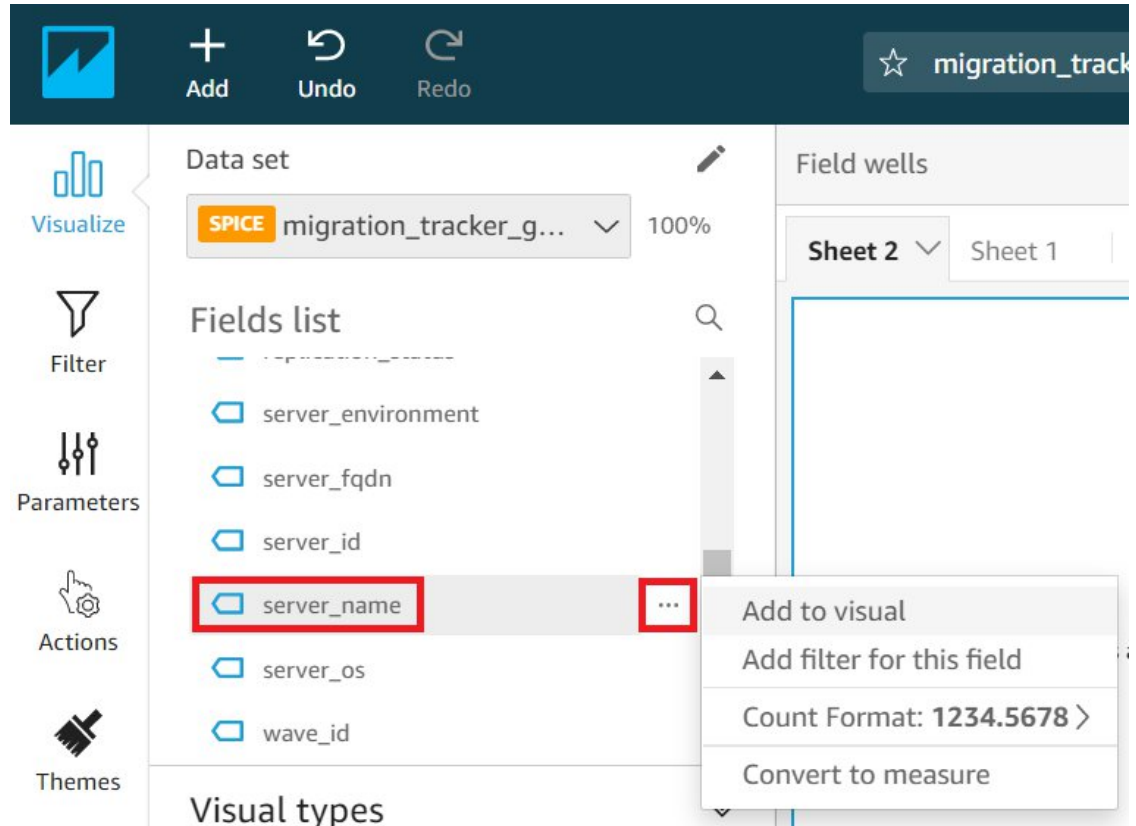 Add
Undo
Redo
migration_track
Visualize
Filter
Parameters
Actions
Themes
Data set
SPICE migration_tracker_g... 100%
Fields list
replication_status
server_environment
server_fqdn
server_id
server_name ...
server_os
wave_id
Visual types
Field wells
Sheet 2 Sheet 1
Add to visual
Add filter for this field
Count Format: 1234.5678 >
Convert to measure